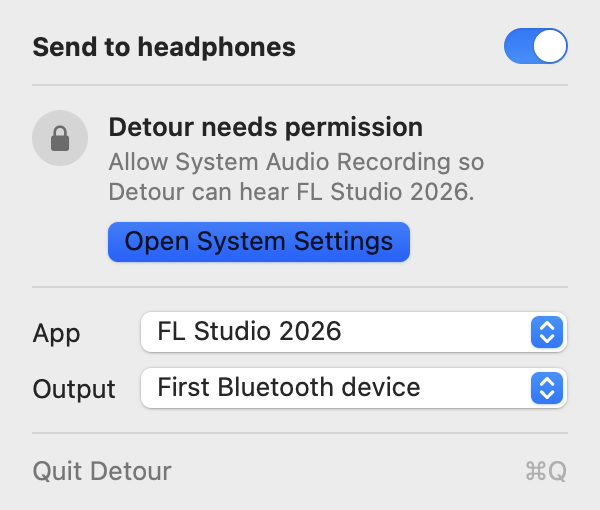 Send to headphones
Detour needs permission
Allow System Audio Recording so
Detour can hear FL Studio 2026.
Open System Settings
App FL Studio 2026
Output First Bluetooth device
Quit Detour ⌘Q